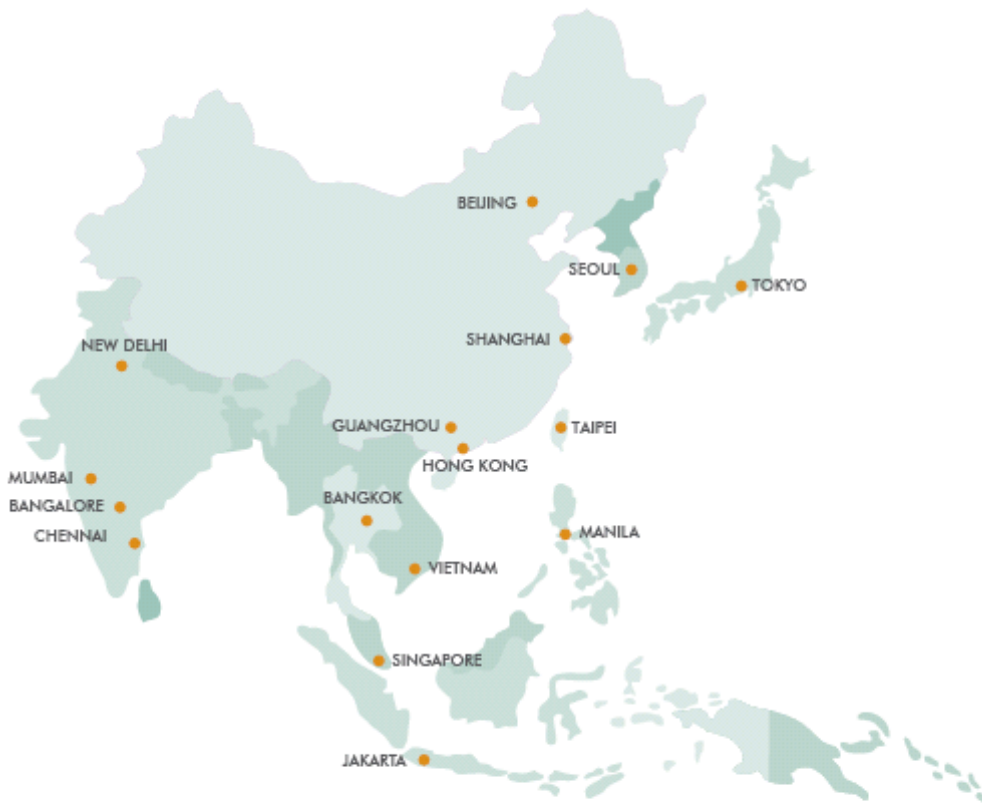 BEIJING
SEOUL
TOKYO
SHANGHAI
NEW DELHI
GUANGZHOU
TAIPEI
HONG KONG
MUMBAI
BANGKOK
BANGALORE
CHENNAI
MANILA
VIETNAM
SINGAPORE
JAKARTA